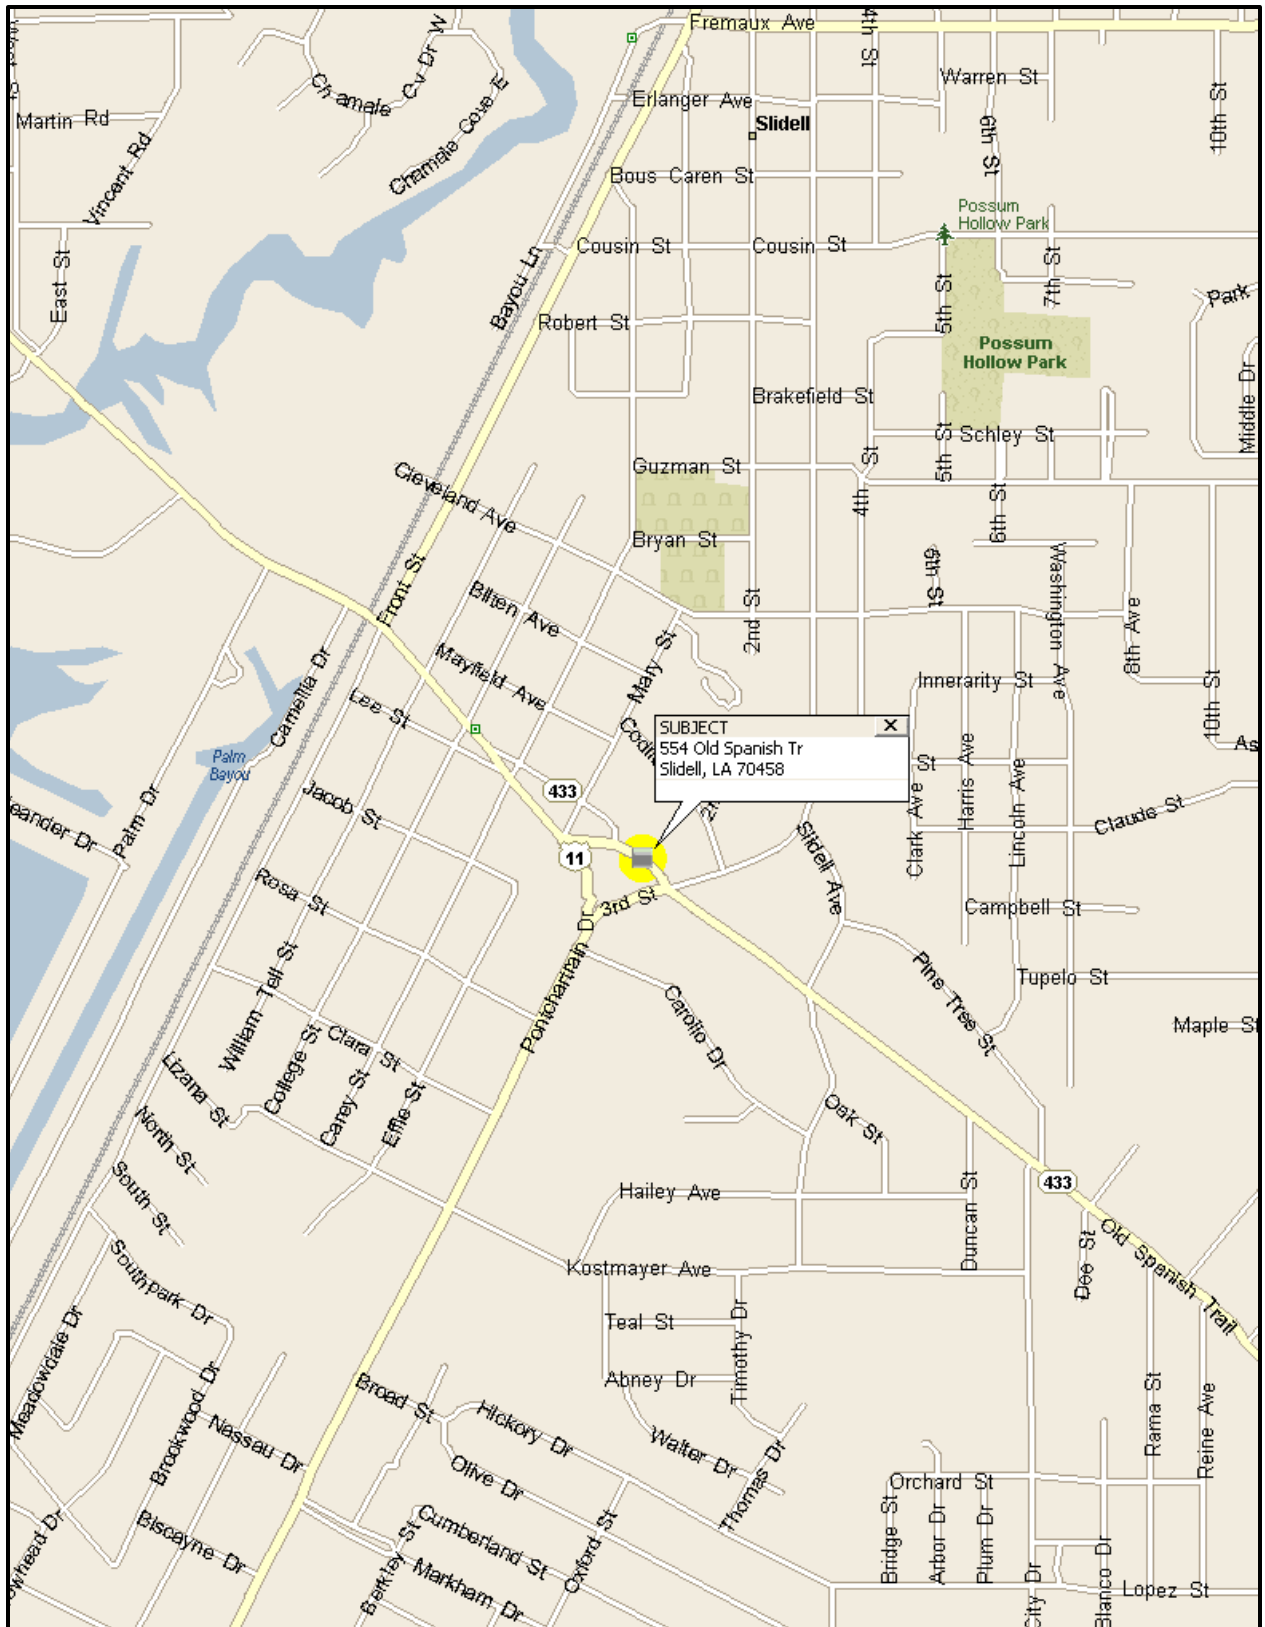 Fremaux Ave
4th St
Warren St
Chamale Cv Dr W
Erlanger Ave
10th St
Martin Rd
Slidell
6th St
Chamale Cove E
Vincent Rd
Bous Caren St
Possum
Hollow Park
Cousin St
Cousin St
Bayou Ln
East St
7th St
Park
5th St
Robert St
Possum
Hollow Park
Brakefield St
Middle Dr
Schley St
5th St
Guzman St
Cleveland Ave
4th St
6th St
Bryan St
Front St
6th St
Washington Ave
2nd St
Bilten Ave
8th Ave
Mayfield Ave
Mary St
Innerarity St
Camellia Dr
Lee St
10th St
SUBJECT
554 Old Spanish Tr
Slidell, LA 70458
Palm
Bayou
Harris Ave
St
433
Jacob St
Palm Dr
Clark Ave
Lincoln Ave
Claude St
Slidell Ave
11
Rosa St
3rd St
Campbell St
Pontchartrain Dr
William Tell St
Pine Tree St
Tupelo St
Carollo Dr
Maple St
Clara St
College St
Lizana St
Carey St
Effie St
Oak St
North St
433
South St
Hailey Ave
Duncan St
Old Spanish Trail
Dee St
Southpark Dr
Kostmayer Ave
Meadowdale Dr
Teal St
Timothy Dr
Abney Dr
Broad St
Brookwood Dr
Rama St
Reine Ave
Hickory Dr
Nassau Dr
Walter Dr
Olive Dr
Thomas Dr
Orchard St
Biscayne Dr
Cumberland St
Oxford St
Bridge St
Arbor Dr
Plum Dr
Berkley St
Markham Dr
City Dr
Blanco Dr
Lopez St